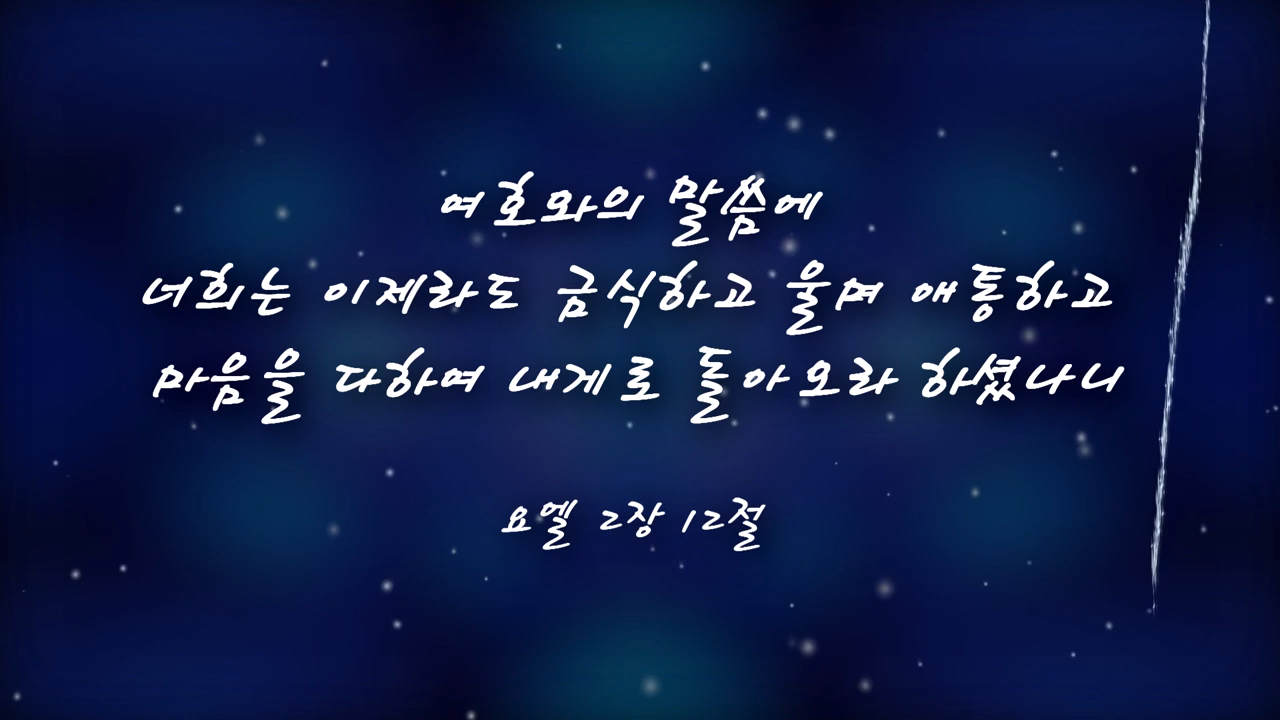 여호와의 말씀에
너희는 이제라도 금식하고 울며 애통하고
마음을 다하여 내게로 돌아오라 하셨나니
요엘 2장 12절